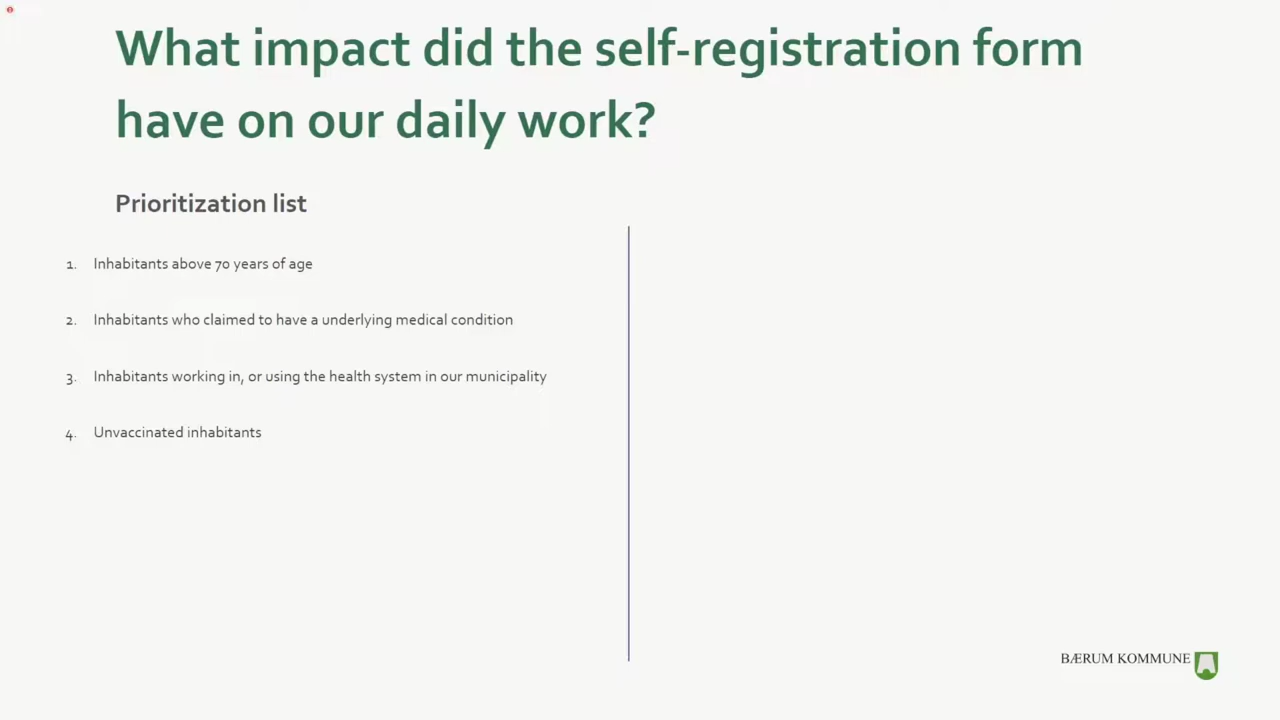 What impact did the self-registration form
have on our daily work?
Prioritization list
1. Inhabitants above 70 years of age
2. Inhabitants who claimed to have a underlying medical condition
3. Inhabitants working in, or using the health system in our municipality
4. Unvaccinated inhabitants
BÆRUM KOMMUNE